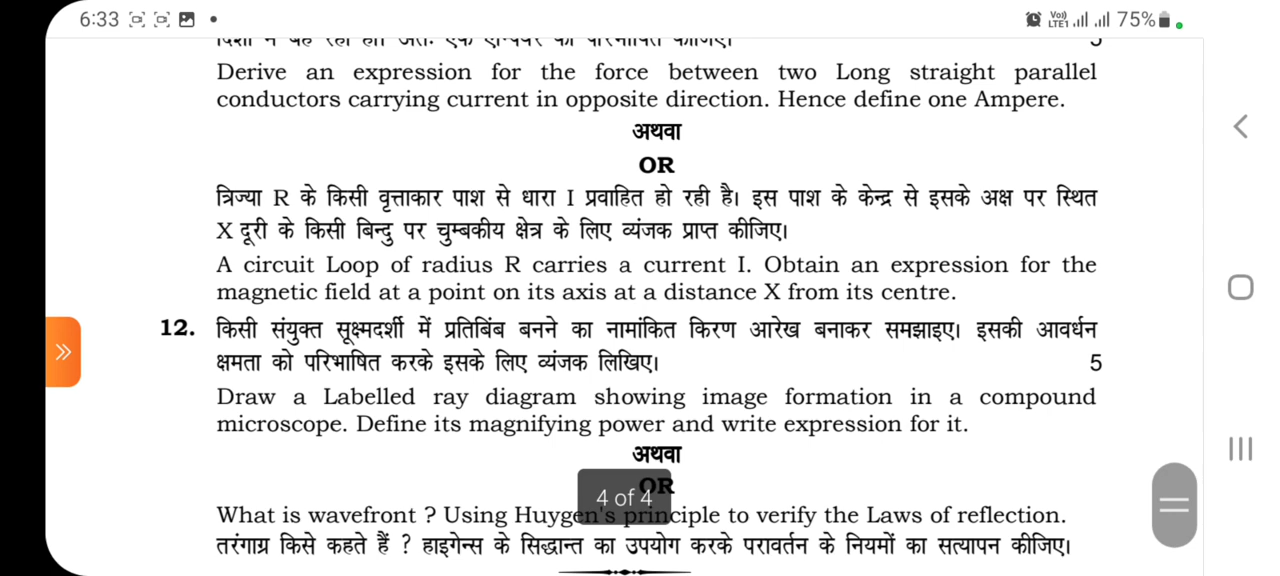 6:33
Vo)) LTE1 75%
5
Derive an expression for the force between two Long straight parallel
conductors carrying current in opposite direction. Hence define one Ampere.
अथवा
OR
त्रिज्या R के किसी वृत्ताकार पाश से धारा I प्रवाहित हो रही है। इस पाश के केन्द्र से इसके अक्ष पर स्थित
X दूरी के किसी बिन्दु पर चुम्बकीय क्षेत्र के लिए व्यंजक प्राप्त कीजिए।
A circuit Loop of radius R carries a current I. Obtain an expression for the
magnetic field at a point on its axis at a distance X from its centre.
12. किसी संयुक्त सूक्ष्मदर्शी में प्रतिबिंब बनने का नामांकित किरण आरेख बनाकर समझाइए। इसकी आवर्धन
क्षमता को परिभाषित करके इसके लिए व्यंजक लिखिए। 5
Draw a Labelled ray diagram showing image formation in a compound
microscope. Define its magnifying power and write expression for it.
अथवा
OR
4 of 4
What is wavefront ? Using Huygen's principle to verify the Laws of reflection.
तरंगाग्र किसे कहते हैं ? हाइगेन्स के सिद्धान्त का उपयोग करके परावर्तन के नियमों का सत्यापन कीजिए।